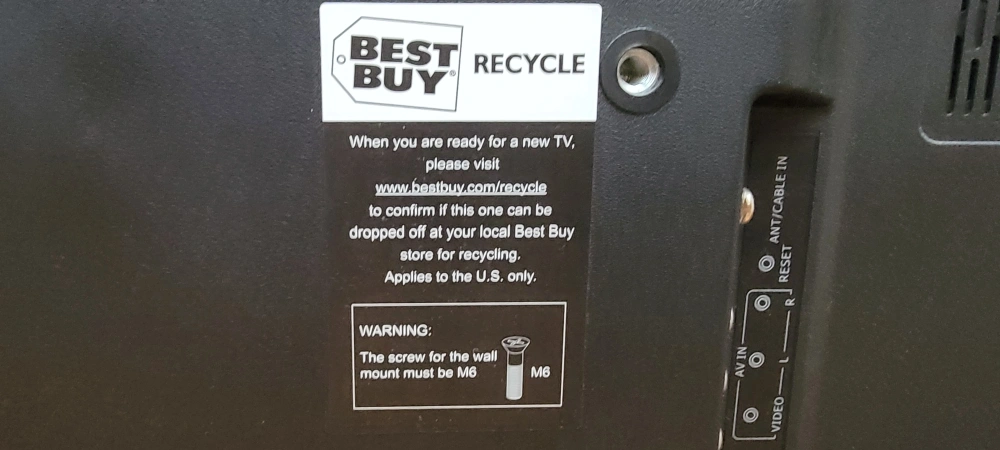 BEST
BUY®
RECYCLE
When you are ready for a new TV,
please visit
www.bestbuy.com/recycle
to confirm if this one can be
dropped off at your local Best Buy
store for recycling.
Applies to the U.S. only.
WARNING:
The screw for the wall
mount must be M6
M6
ANT/CABLE IN
RESET
R
AV IN
L
VIDEO